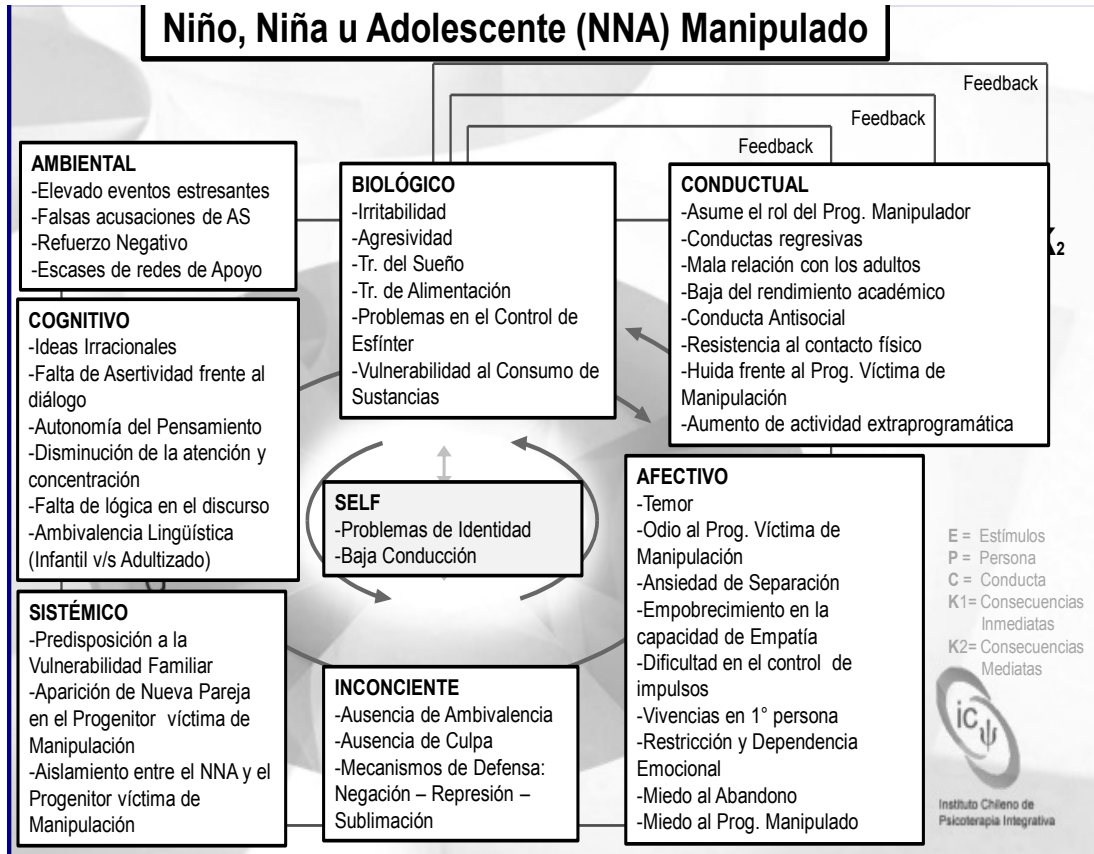 Niño, Niña u Adolescente (NNA) Manipulado
Feedback
Feedback
Feedback
AMBIENTAL
-Elevado eventos estresantes
-Falsas acusaciones de AS
-Refuerzo Negativo
-Escases de redes de Apoyo
BIOLÓGICO
-Irritabilidad
-Agresividad
-Tr. del Sueño
-Tr. de Alimentación
-Problemas en el Control de
Esfínter
-Vulnerabilidad al Consumo de
Sustancias
CONDUCTUAL
-Asume el rol del Prog. Manipulador
-Conductas regresivas
-Mala relación con los adultos
-Baja del rendimiento académico
-Conducta Antisocial
-Resistencia al contacto físico
-Huida frente al Prog. Víctima de
Manipulación
-Aumento de actividad extraprogramática
K2
COGNITIVO
-Ideas Irracionales
-Falta de Asertividad frente al
diálogo
-Autonomía del Pensamiento
-Disminución de la atención y
concentración
-Falta de lógica en el discurso
-Ambivalencia Lingüística
(Infantil v/s Adultizado)
SELF
-Problemas de Identidad
-Baja Conducción
AFECTIVO
-Temor
-Odio al Prog. Víctima de
Manipulación
-Ansiedad de Separación
-Empobrecimiento en la
capacidad de Empatía
-Dificultad en el control de
impulsos
-Vivencias en 1° persona
-Restricción y Dependencia
Emocional
-Miedo al Abandono
-Miedo al Prog. Manipulado
SISTÉMICO
-Predisposición a la
Vulnerabilidad Familiar
-Aparición de Nueva Pareja
en el Progenitor víctima de
Manipulación
-Aislamiento entre el NNA y el
Progenitor víctima de
Manipulación
INCONCIENTE
-Ausencia de Ambivalencia
-Ausencia de Culpa
-Mecanismos de Defensa:
Negación – Represión –
Sublimación
E = Estímulos
P = Persona
C = Conducta
K1= Consecuencias
Inmediatas
K2= Consecuencias
Mediatas
ic ψ
Instituto Chileno de
Psicoterapia Integrativa